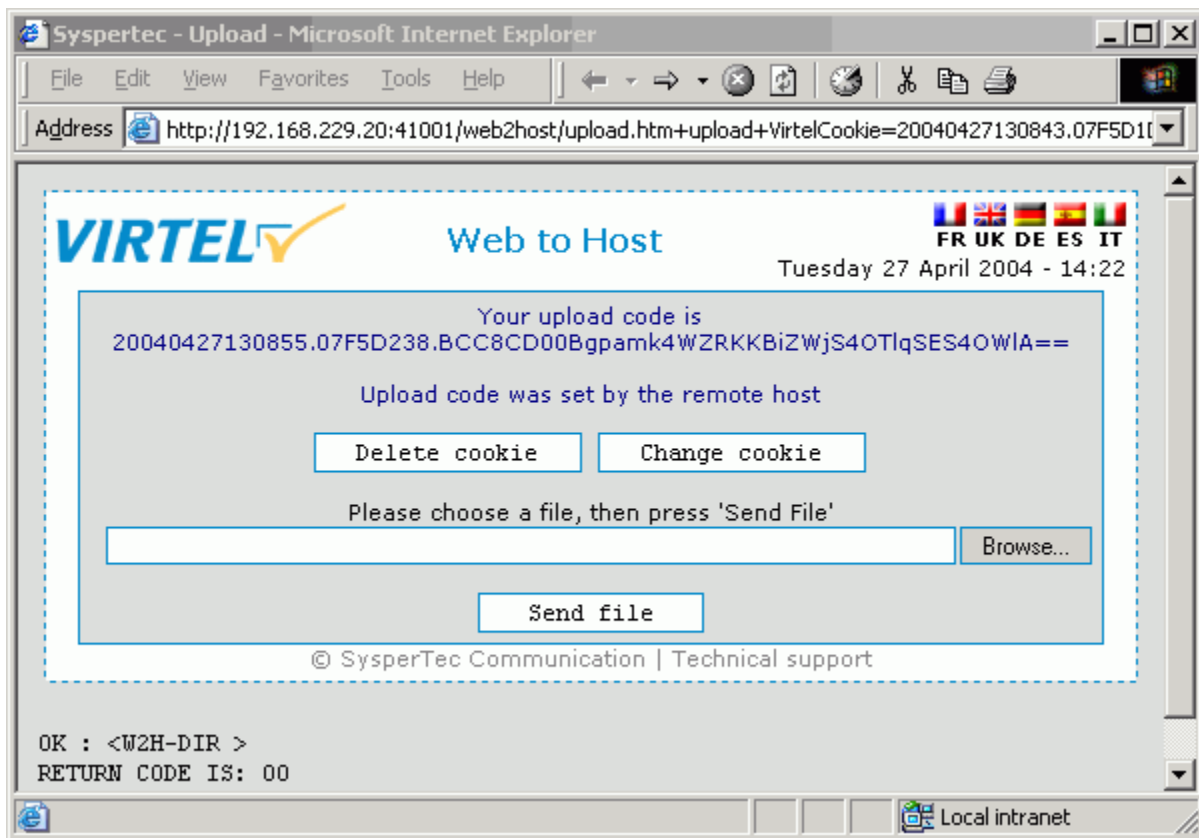 Syspertec - Upload - Microsoft Internet Explorer
File Edit View Favorites Tools Help
Address http://192.168.229.20:41001/web2host/upload.htm+upload+VirtelCookie=20040427130843.07F5D1
VIRTEL Web to Host
FR UK DE ES IT
Tuesday 27 April 2004 - 14:22
Your upload code is
20040427130855.07F5D238.BCC8CD00Bgpamk4WZRKKBiZWjS4OTlqSES4OWlA==
Upload code was set by the remote host
Delete cookie Change cookie
Please choose a file, then press 'Send File'
Browse...
Send file
© SysperTec Communication | Technical support
OK : <W2H-DIR >
RETURN CODE IS: 00
Local intranet